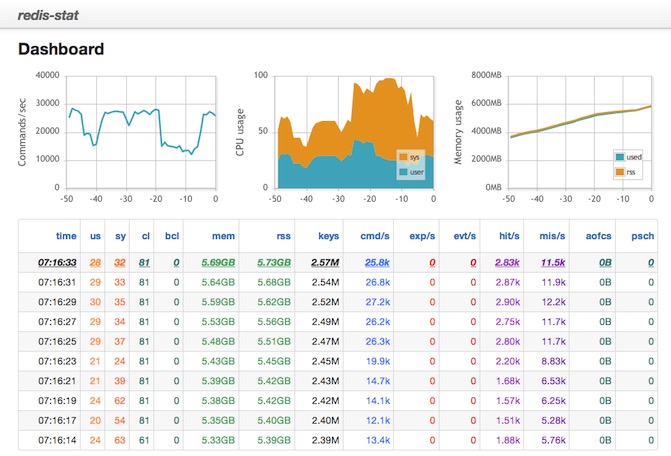 redis-stat
Dashboard
Commands/sec
40000
30000
20000
10000
0
-50 -40 -30 -20 -10 0
CPU usage
100
50
0
sys
user
-50 -40 -30 -20 -10 0
Memory usage
8000MB
6000MB
4000MB
2000MB
0MB
used
rss
-50 -40 -30 -20 -10 0
time us sy cl bcl mem rss keys cmd/s exp/s evt/s hit/s mis/s aofcs psch
07:16:33 28 32 81 0 5.69GB 5.73GB 2.57M 25.8k 0 0 2.83k 11.5k 0B 0
07:16:31 29 33 81 0 5.64GB 5.68GB 2.54M 26.8k 0 0 2.87k 11.9k 0B 0
07:16:29 30 35 81 0 5.59GB 5.62GB 2.52M 27.2k 0 0 2.90k 12.2k 0B 0
07:16:27 29 34 81 0 5.53GB 5.56GB 2.49M 26.2k 0 0 2.75k 11.7k 0B 0
07:16:25 29 37 81 0 5.48GB 5.51GB 2.47M 26.3k 0 0 2.80k 11.7k 0B 0
07:16:23 21 24 81 0 5.43GB 5.45GB 2.45M 19.9k 0 0 2.20k 8.83k 0B 0
07:16:21 21 39 81 0 5.39GB 5.42GB 2.43M 14.7k 0 0 1.68k 6.53k 0B 0
07:16:19 24 62 81 0 5.38GB 5.42GB 2.42M 14.1k 0 0 1.57k 6.25k 0B 0
07:16:17 20 54 81 0 5.35GB 5.40GB 2.39M 12.1k 0 0 1.51k 5.28k 0B 0
07:16:14 24 63 61 0 5.33GB 5.39GB 2.39M 13.4k 0 0 1.88k 5.76k 0B 0